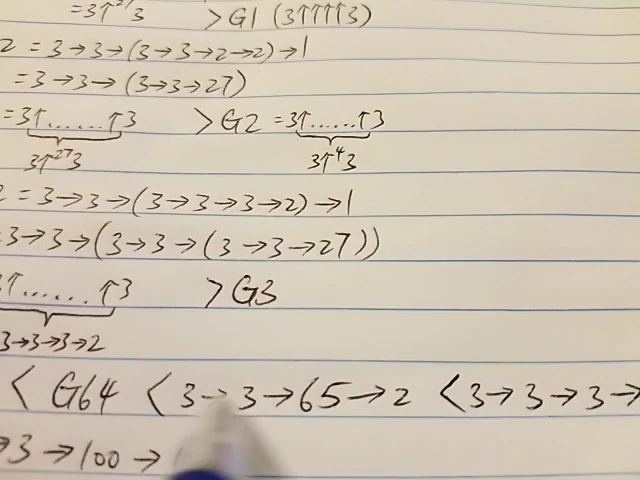 =3↑²⁷3 >G1 (3↑↑↑↑3)
2 =3→3→(3→3→2→2)→1
=3→3→(3→3→27)
=3↑......↑3 >G2 =3↑......↑3
3↑²⁷3 3↑⁴3
2 =3→3→(3→3→3→2)→1
3→3→(3→3→(3→3→27))
3↑......↑3 >G3
3→3→3→2
< G64 <3→3→65→2 <3→3→3→
→3→100→